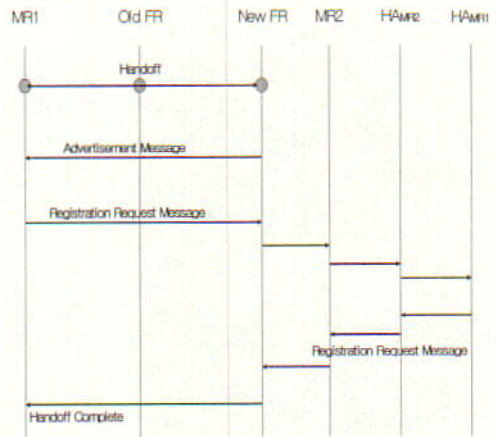 MR1 Old FR New FR MR2 HAMR2 HAMR1
Handoff
Advertisement Message
Registration Request Message
Registration Request Message
Handoff Complete